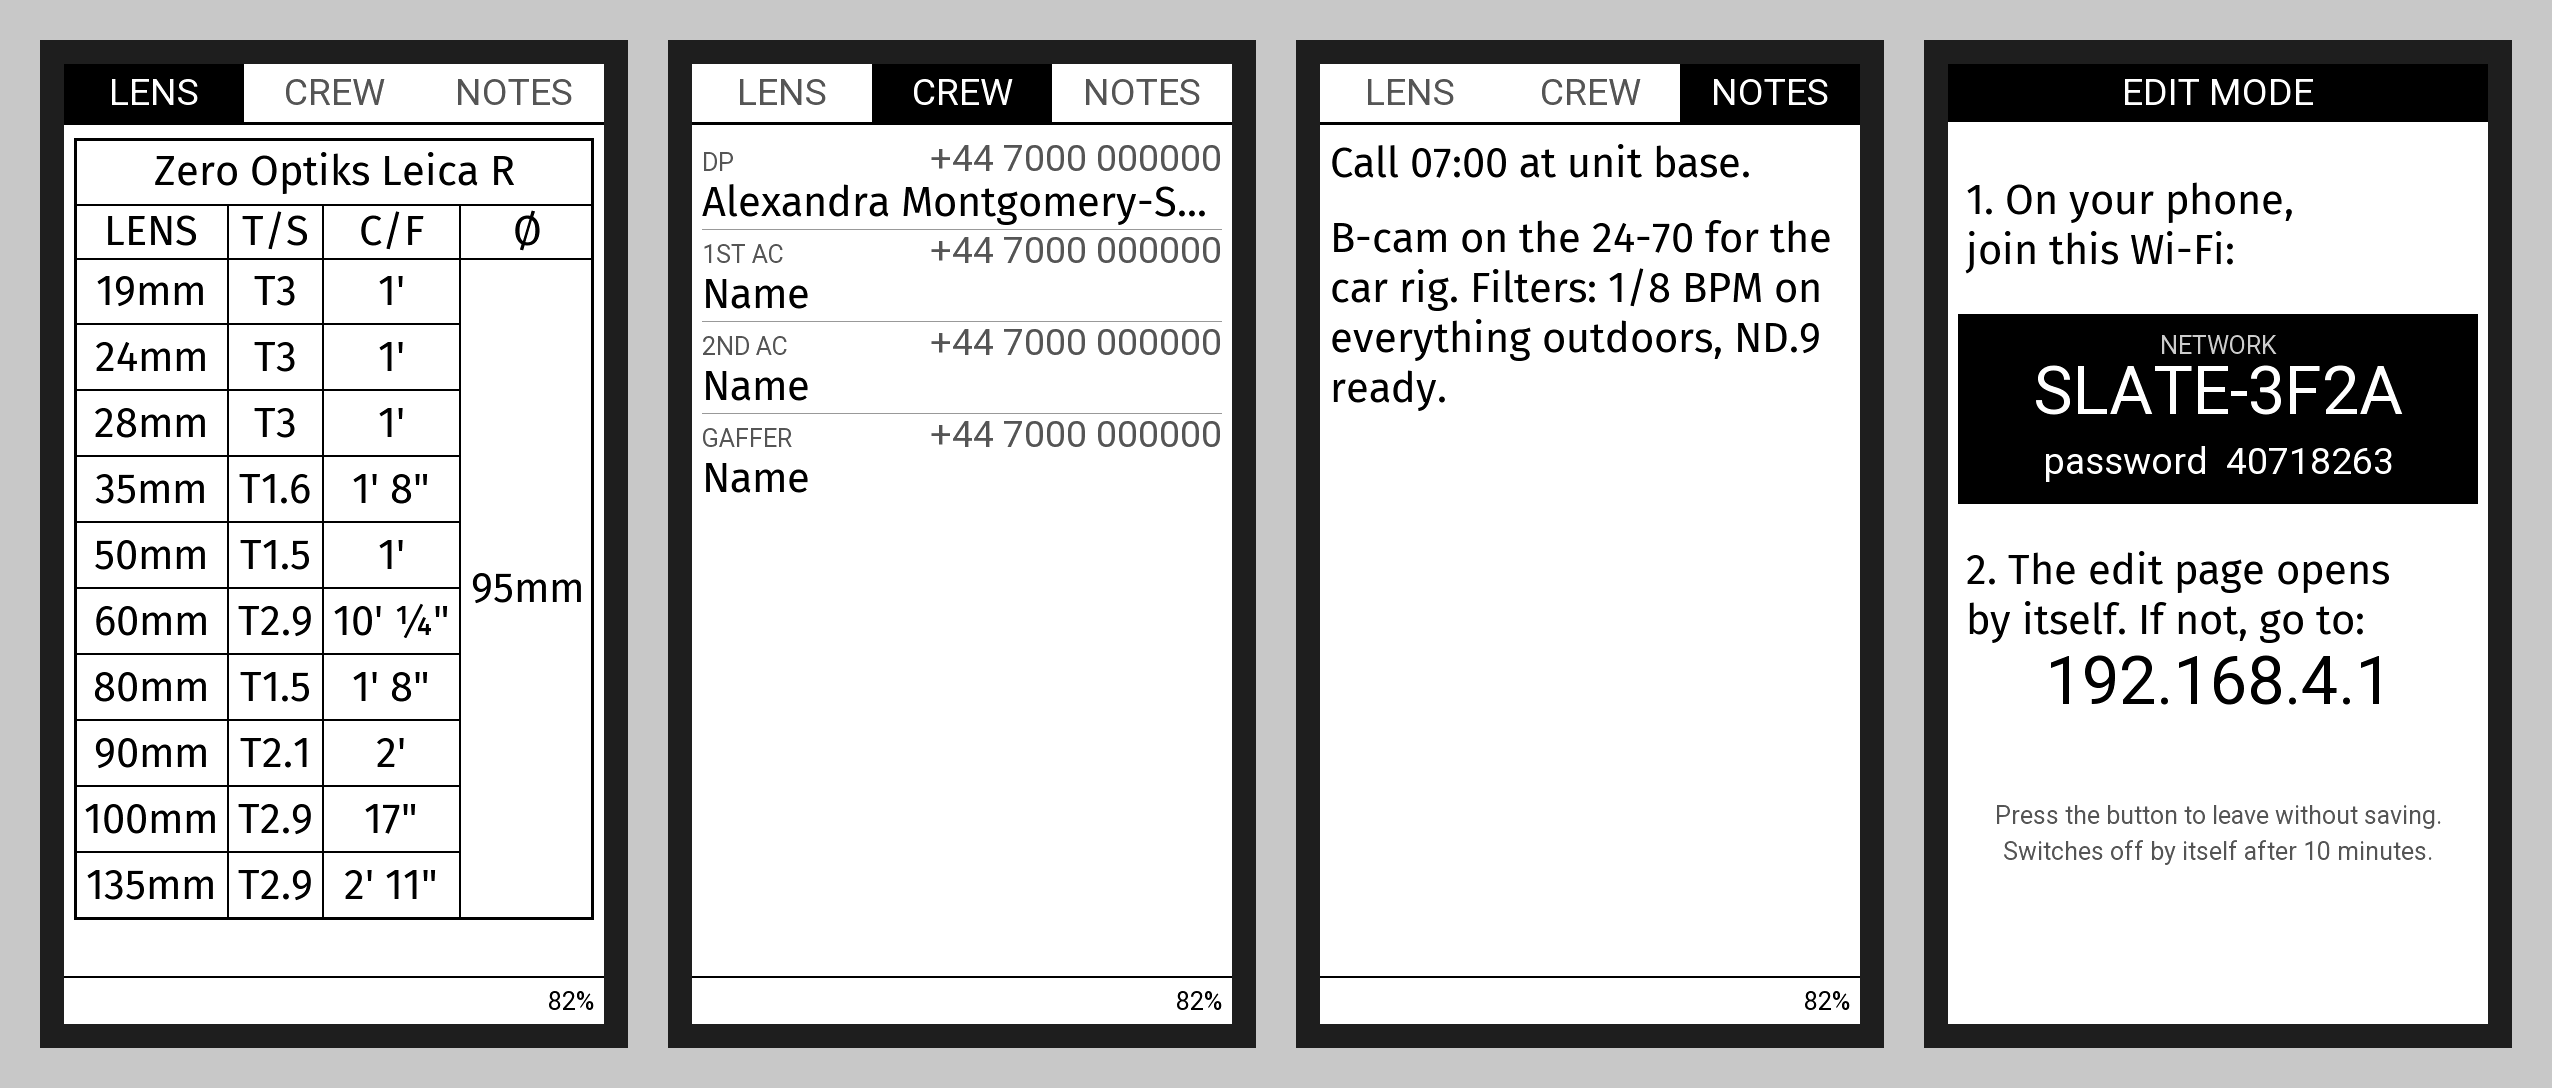 LENS CREW NOTES
Zero Optiks Leica R
LENS T/S C/F Ø
19mm T3 1'
24mm T3 1'
28mm T3 1'
35mm T1.6 1' 8"
50mm T1.5 1'
95mm
60mm T2.9 10' ¼"
80mm T1.5 1' 8"
90mm T2.1 2'
100mm T2.9 17"
135mm T2.9 2' 11"
82%
LENS CREW NOTES
DP +44 7000 000000
Alexandra Montgomery-S...
1ST AC +44 7000 000000
Name
2ND AC +44 7000 000000
Name
GAFFER +44 7000 000000
Name
82%
LENS CREW NOTES
Call 07:00 at unit base.
B-cam on the 24-70 for the
car rig. Filters: 1/8 BPM on
everything outdoors, ND.9
ready.
82%
EDIT MODE
1. On your phone,
join this Wi-Fi:
NETWORK
SLATE-3F2A
password 40718263
2. The edit page opens
by itself. If not, go to:
192.168.4.1
Press the button to leave without saving.
Switches off by itself after 10 minutes.